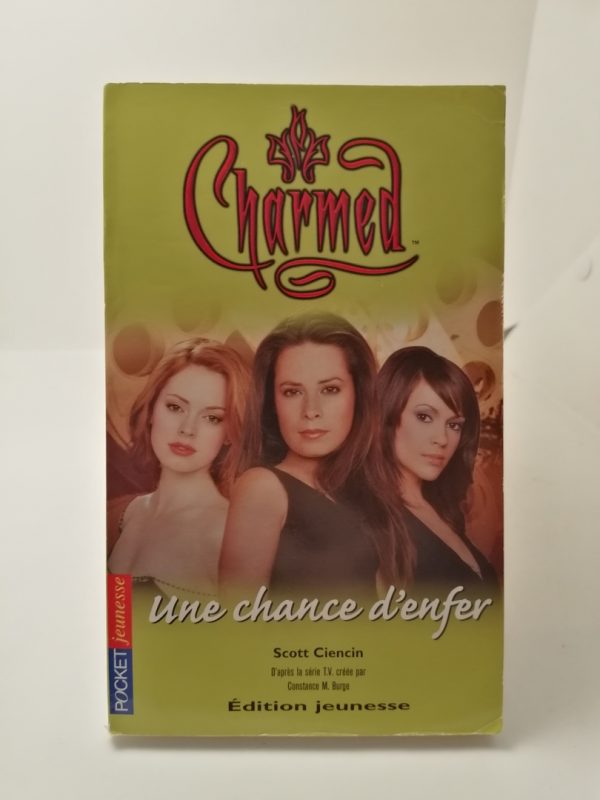 Charmed
™
Une chance d'enfer
POCKET jeunesse
Scott Ciencin
D'après la série T.V. créée par
Constance M. Burge
Édition jeunesse